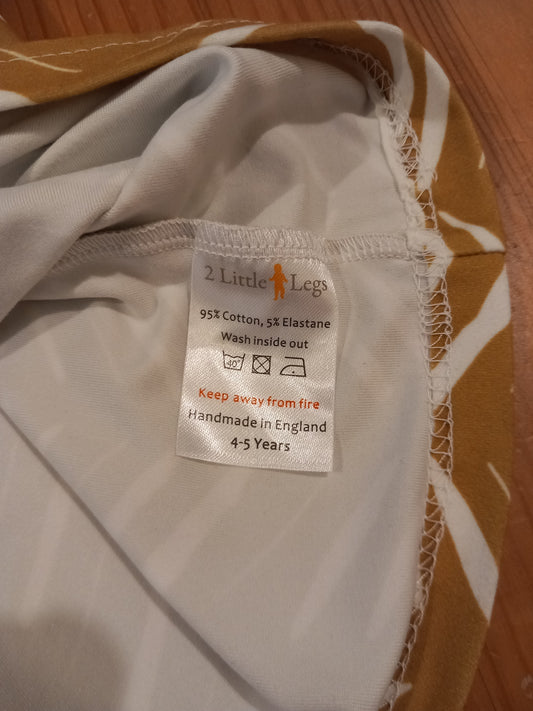 2 Little Legs
95% Cotton, 5% Elastane
Wash inside out
40°
Keep away from fire
Handmade in England
4-5 Years